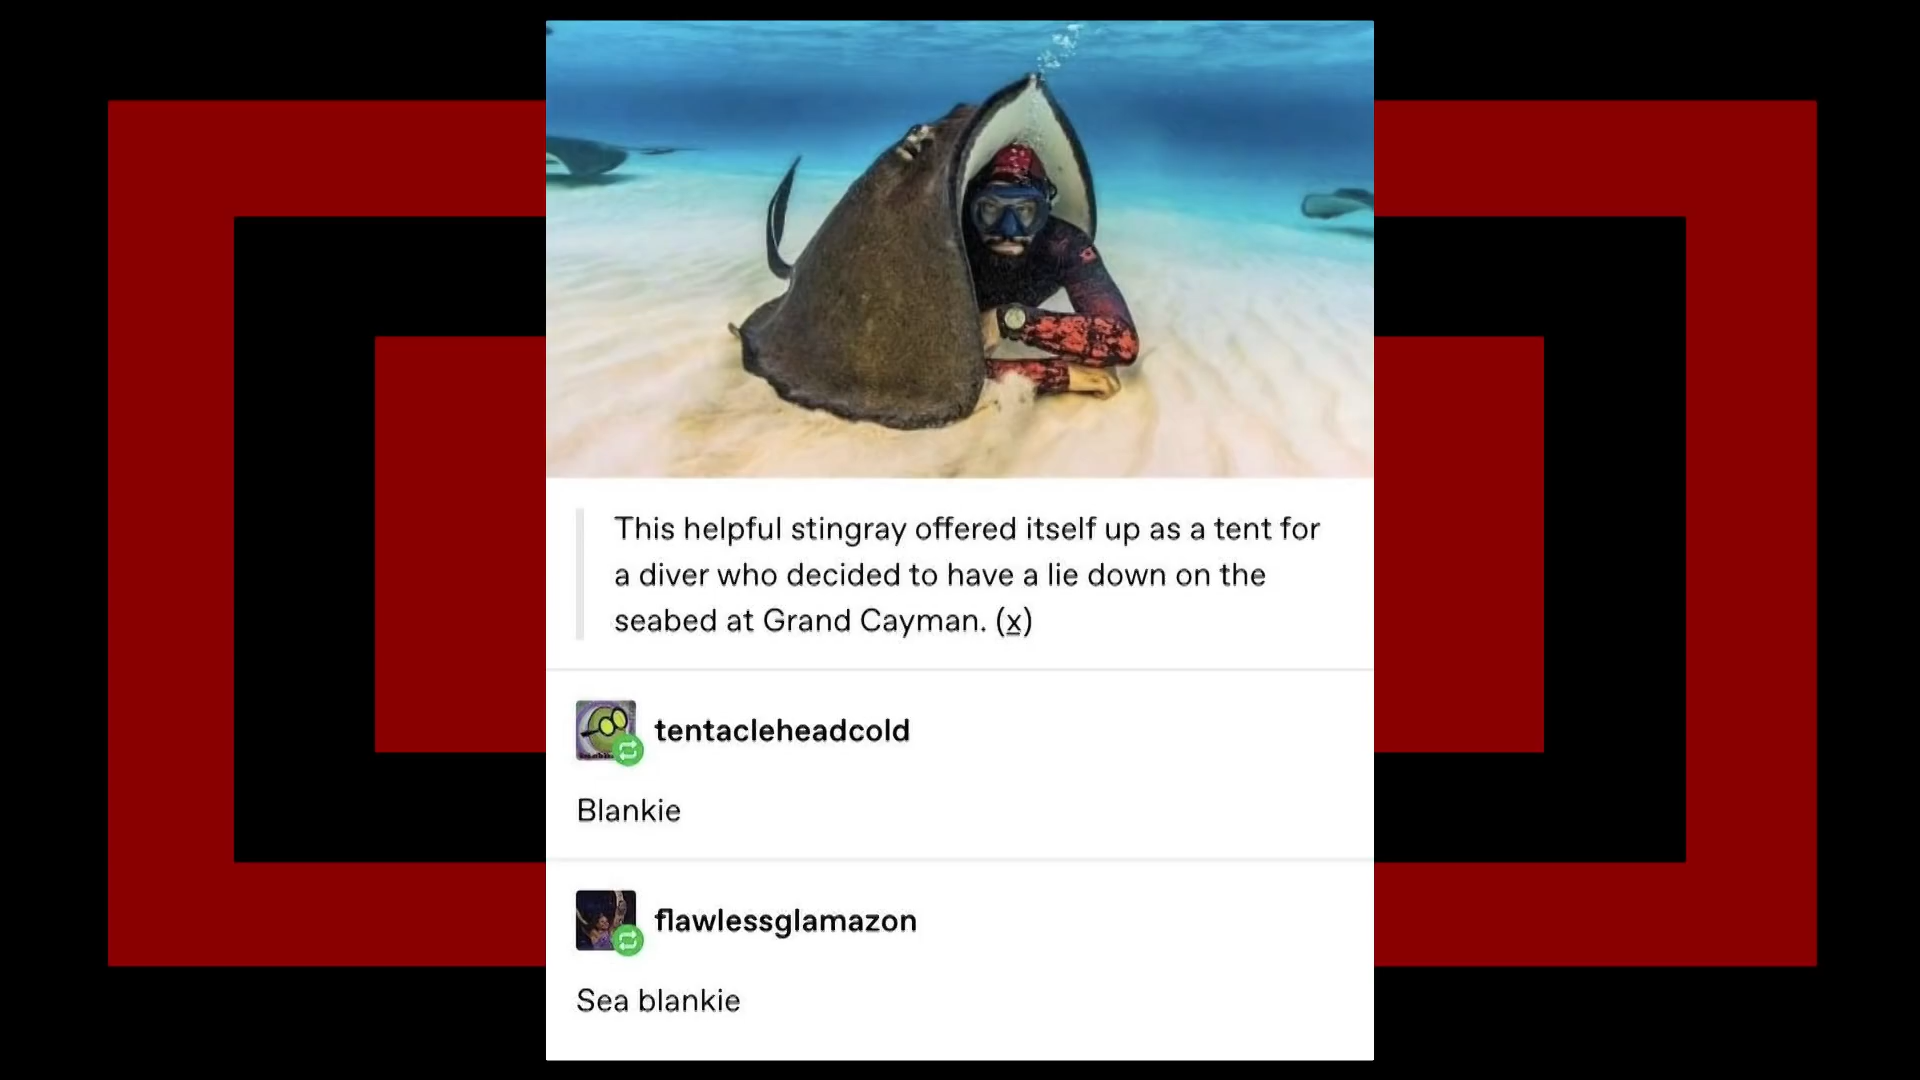 This helpful stingray offered itself up as a tent for
a diver who decided to have a lie down on the
seabed at Grand Cayman. (x)
tentacleheadcold
Blankie
flawlessglamazon
Sea blankie